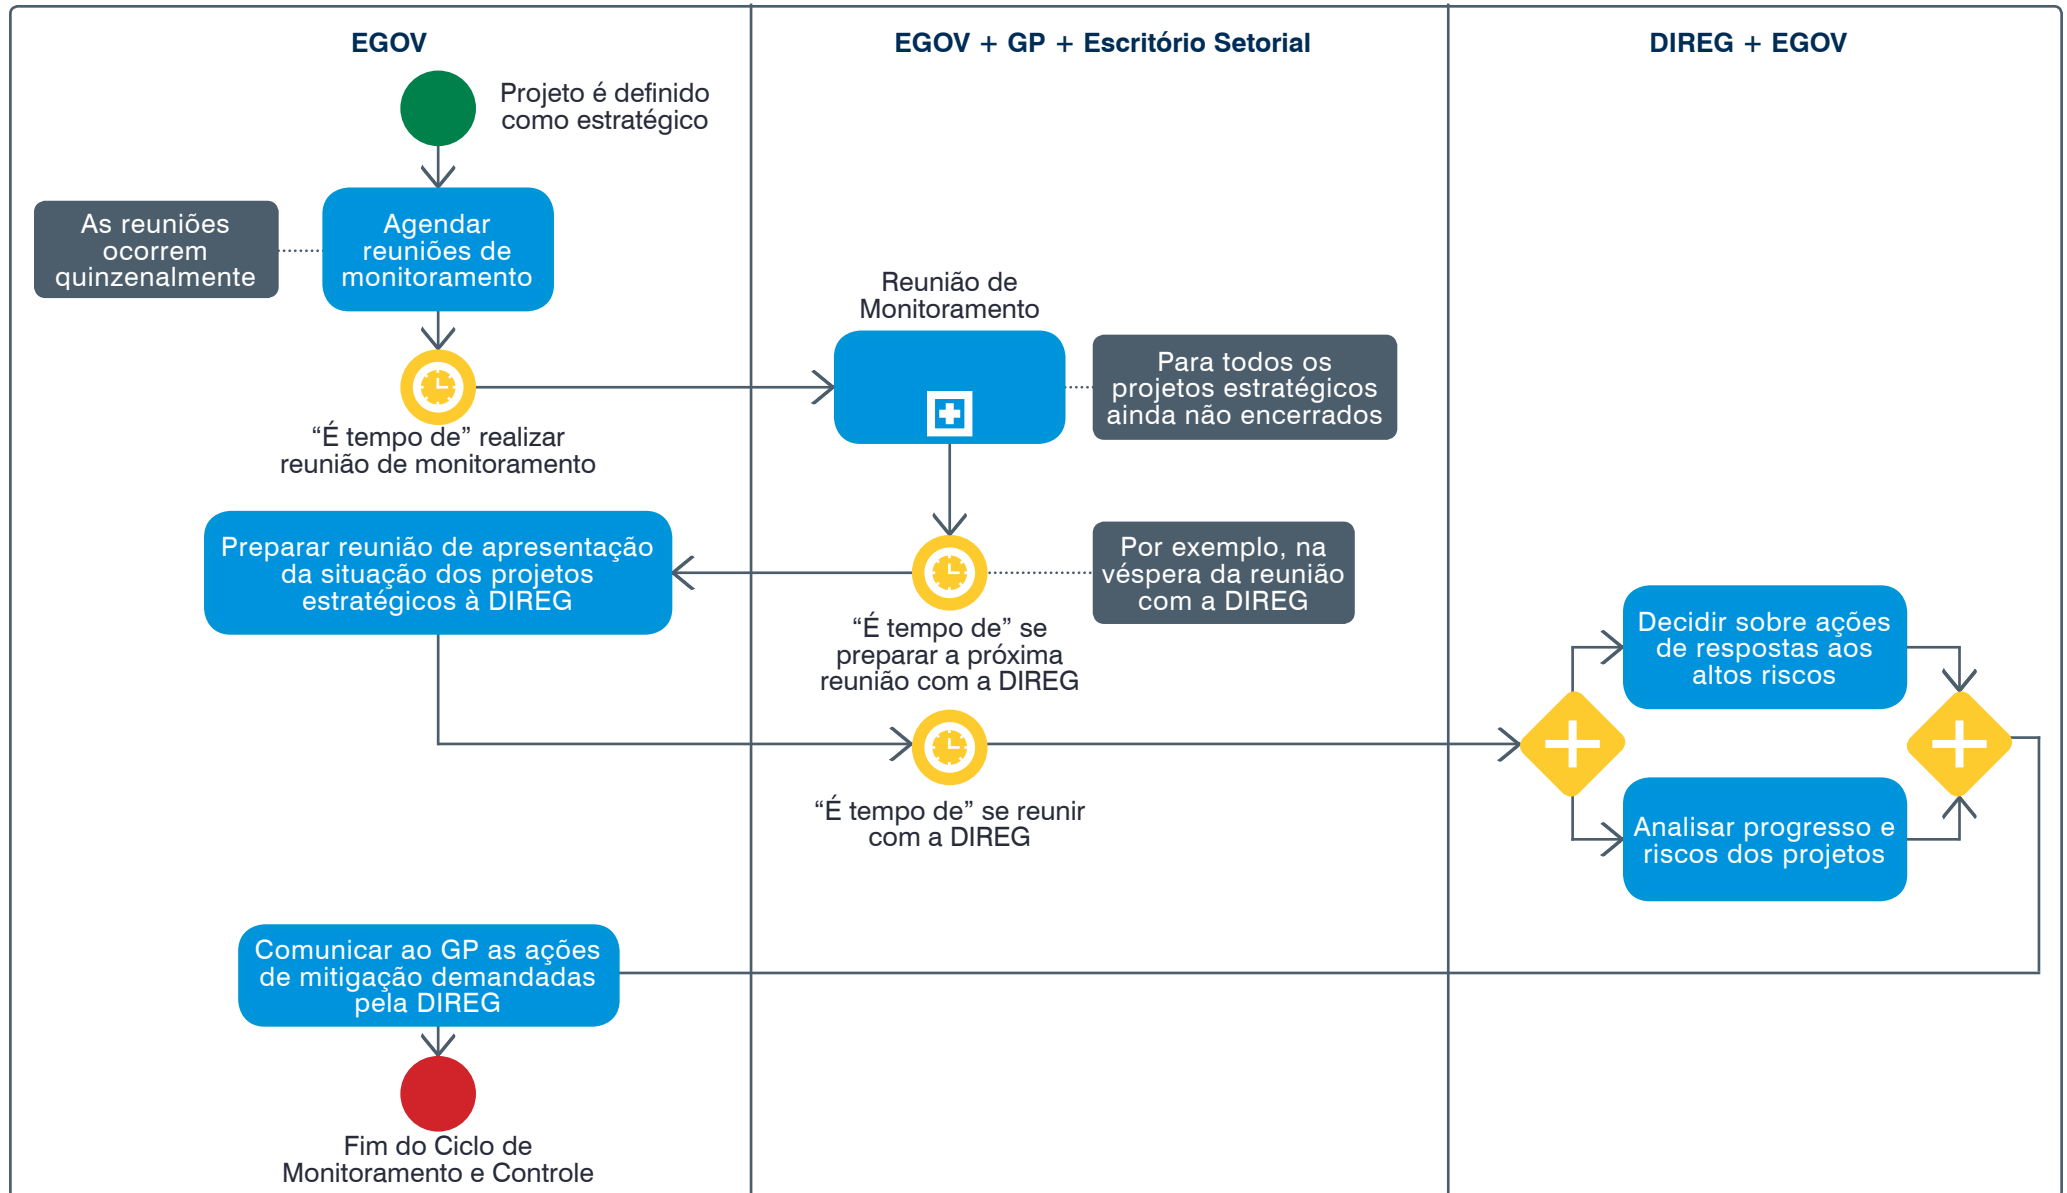 EGOV
EGOV + GP + Escritório Setorial
DIREG + EGOV
Projeto é definido
como estratégico
As reuniões
ocorrem
quinzenalmente
Agendar
reuniões de
monitoramento
“É tempo de” realizar
reunião de monitoramento
Reunião de
Monitoramento
Para todos os
projetos estratégicos
ainda não encerrados
Preparar reunião de apresentação
da situação dos projetos
estratégicos à DIREG
Por exemplo, na
véspera da reunião
com a DIREG
“É tempo de” se
preparar a próxima
reunião com a DIREG
“É tempo de” se reunir
com a DIREG
Decidir sobre ações
de respostas aos
altos riscos
Analisar progresso e
riscos dos projetos
Comunicar ao GP as ações
de mitigação demandadas
pela DIREG
Fim do Ciclo de
Monitoramento e Controle